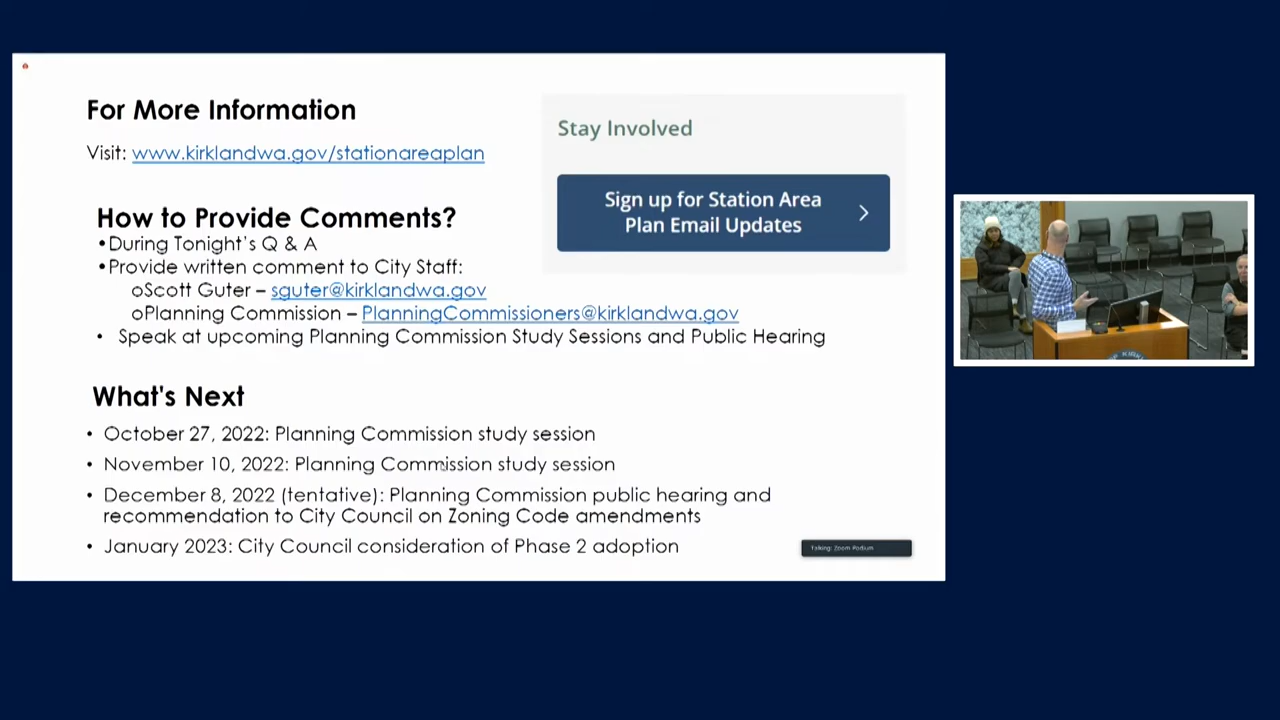 For More Information
Visit: www.kirklandwa.gov/stationareaplan
Stay Involved
Sign up for Station Area
Plan Email Updates
How to Provide Comments?
•During Tonight's Q & A
•Provide written comment to City Staff:
oScott Guter – sguter@kirklandwa.gov
oPlanning Commission – PlanningCommissioners@kirklandwa.gov
• Speak at upcoming Planning Commission Study Sessions and Public Hearing
What's Next
• October 27, 2022: Planning Commission study session
• November 10, 2022: Planning Commission study session
• December 8, 2022 (tentative): Planning Commission public hearing and
recommendation to City Council on Zoning Code amendments
• January 2023: City Council consideration of Phase 2 adoption
Talking: Zoom Podium